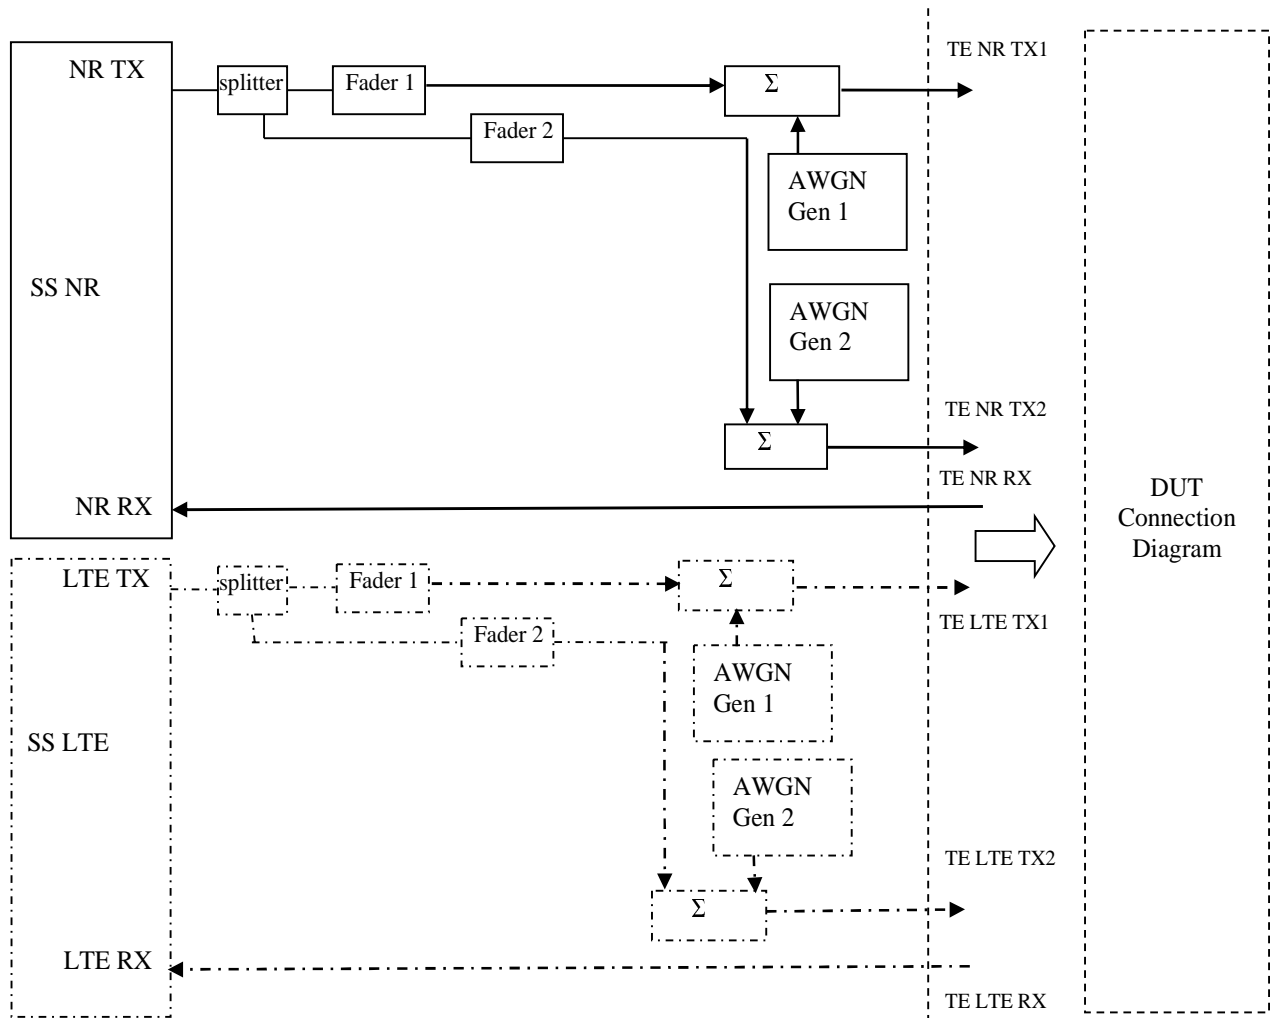 NR TX
splitter
Fader 1
Σ
TE NR TX1
Fader 2
AWGN
Gen 1
SS NR
AWGN
Gen 2
TE NR TX2
Σ
TE NR RX
NR RX
DUT
Connection
Diagram
LTE TX
splitter
Fader 1
Σ
TE LTE TX1
Fader 2
AWGN
Gen 1
SS LTE
AWGN
Gen 2
TE LTE TX2
Σ
LTE RX
TE LTE RX